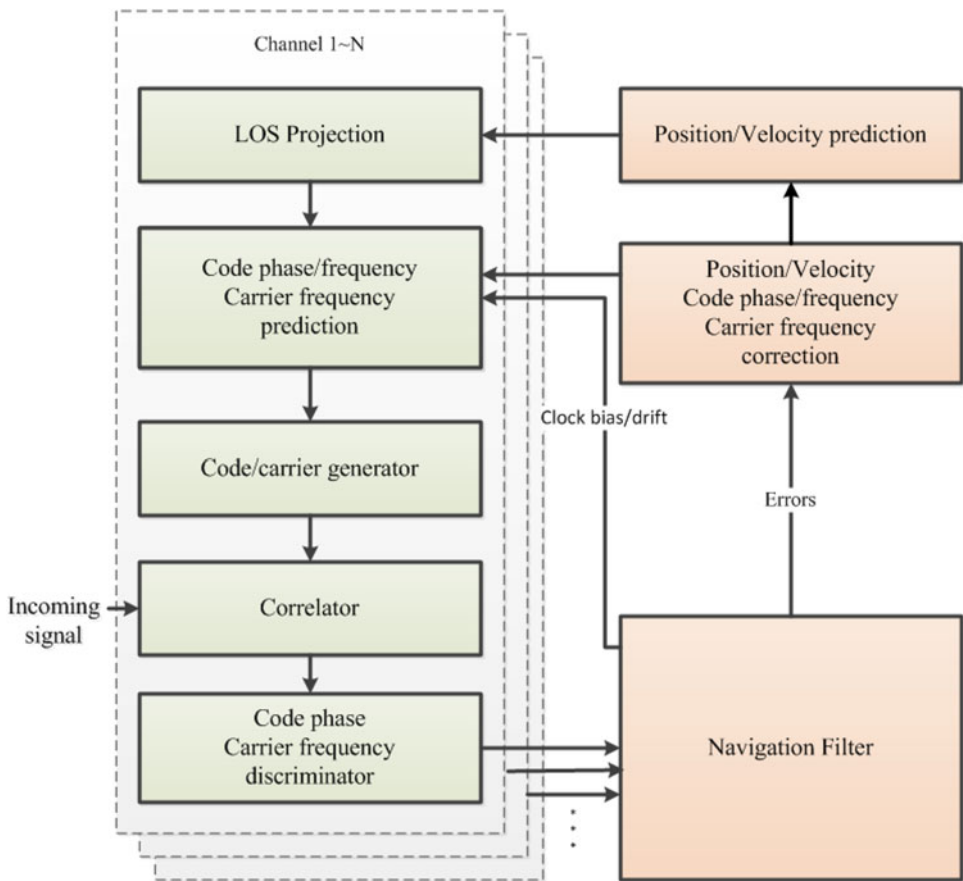 Channel 1~N
LOS Projection
Position/Velocity prediction
Code phase/frequency
Carrier frequency
prediction
Position/Velocity
Code phase/frequency
Carrier frequency
correction
Clock bias/drift
Code/carrier generator
Errors
Incoming
signal
Correlator
Code phase
Carrier frequency
discriminator
Navigation Filter